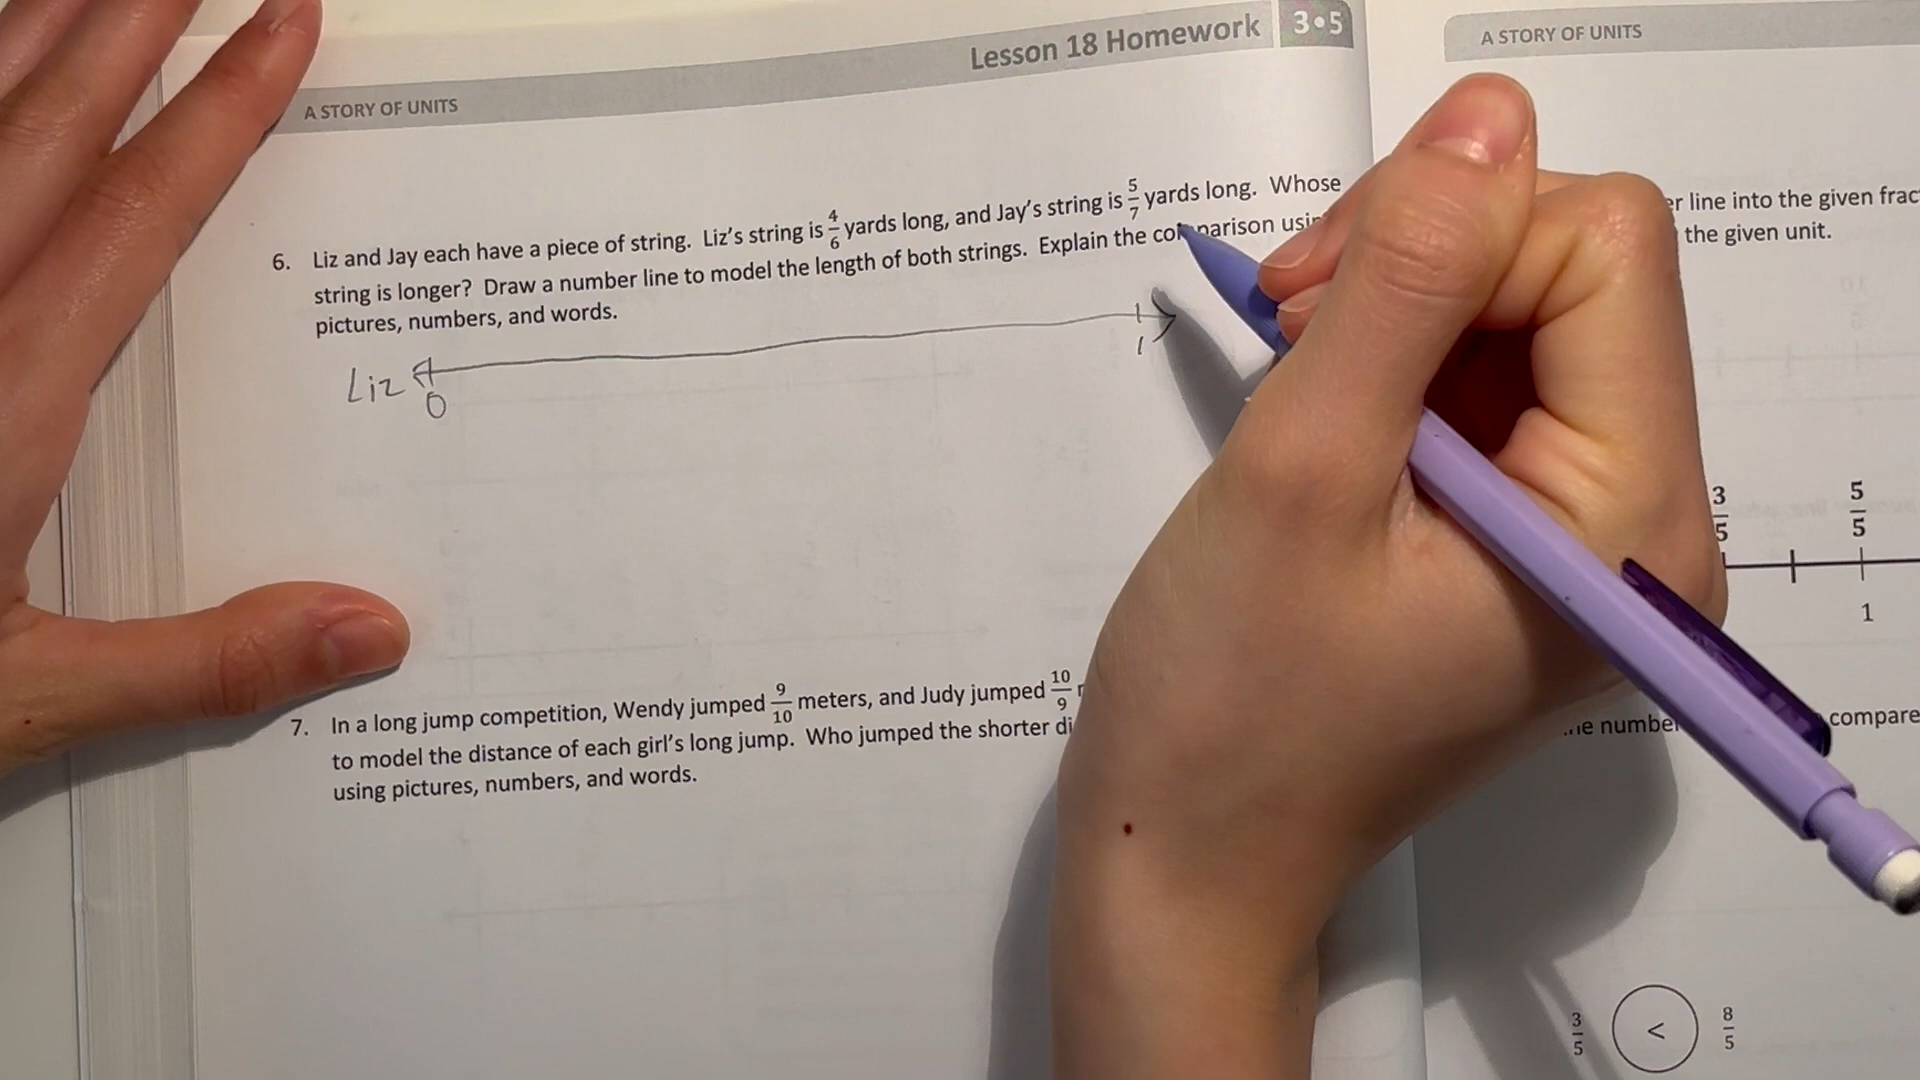 Lesson 18 Homework 3•5
A STORY OF UNITS
6. Liz and Jay each have a piece of string. Liz's string is 4/6 yards long, and Jay's string is 5/7 yards long. Whose
string is longer? Draw a number line to model the length of both strings. Explain the comparison using
pictures, numbers, and words.
Liz
0
1
7. In a long jump competition, Wendy jumped 9/10 meters, and Judy jumped 10/9
to model the distance of each girl's long jump. Who jumped the shorter
using pictures, numbers, and words.
A STORY OF UNITS
line into the given
the given unit.
3/5 5/5
1
compare
3/5 < 8/5